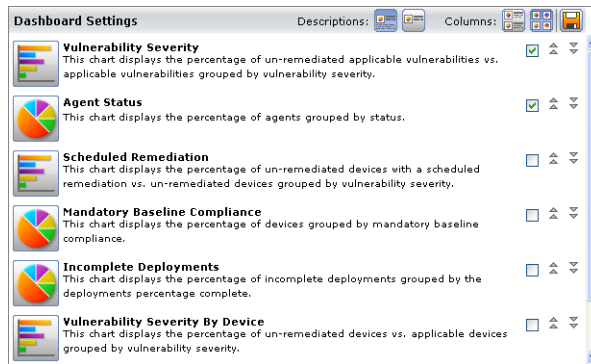 Dashboard Settings Descriptions: Columns:
Vulnerability Severity
This chart displays the percentage of un-remediated applicable vulnerabilities vs.
applicable vulnerabilities grouped by vulnerability severity.
Agent Status
This chart displays the percentage of agents grouped by status.
Scheduled Remediation
This chart displays the percentage of un-remediated devices with a scheduled
remediation vs. un-remediated devices grouped by vulnerability severity.
Mandatory Baseline Compliance
This chart displays the percentage of devices grouped by mandatory baseline
compliance.
Incomplete Deployments
This chart displays the percentage of incomplete deployments grouped by the
deployments percentage complete.
Vulnerability Severity By Device
This chart displays the percentage of un-remediated devices vs. applicable devices
grouped by vulnerability severity.